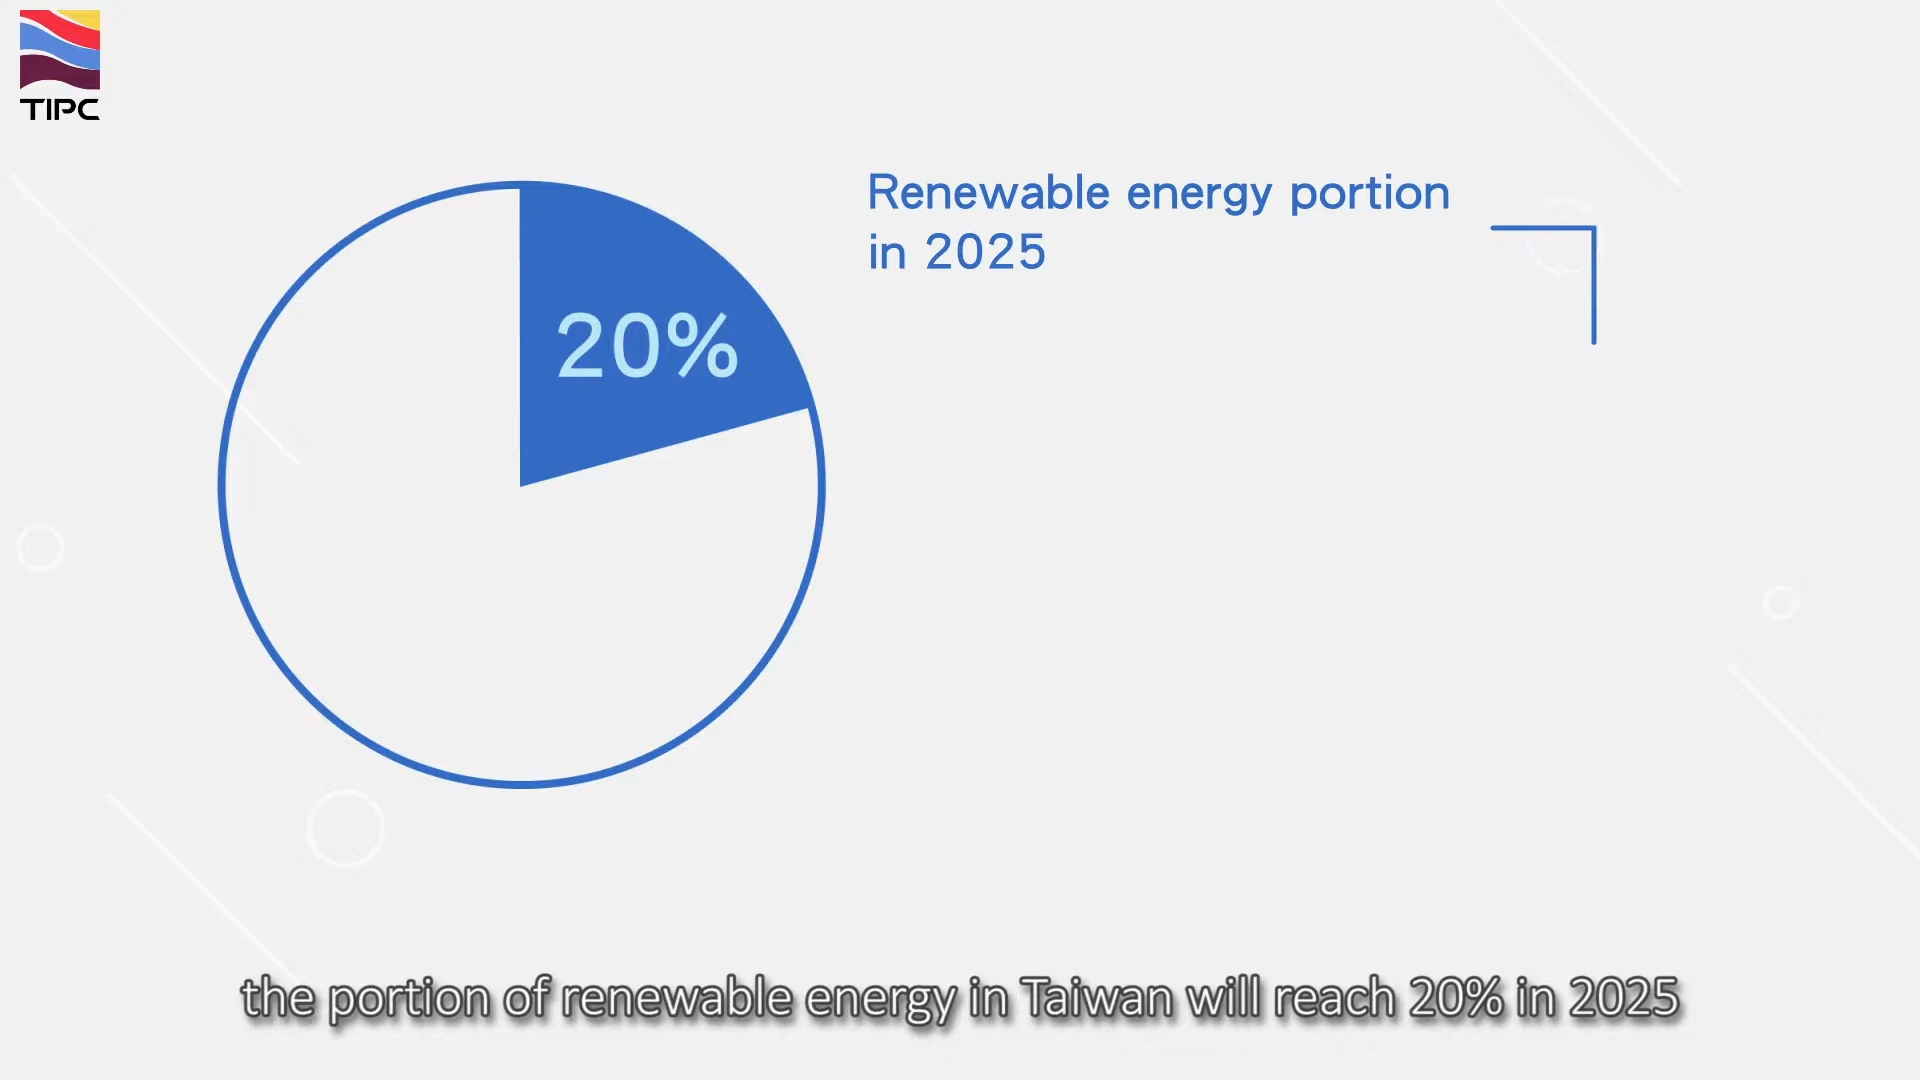 TIPC
Renewable energy portion
in 2025
20%
the portion of renewable energy in Taiwan will reach 20% in 2025